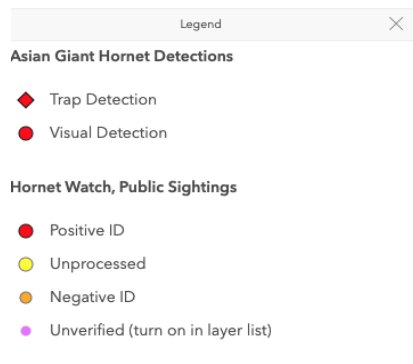 Legend
Asian Giant Hornet Detections
Trap Detection
Visual Detection
Hornet Watch, Public Sightings
Positive ID
Unprocessed
Negative ID
Unverified (turn on in layer list)